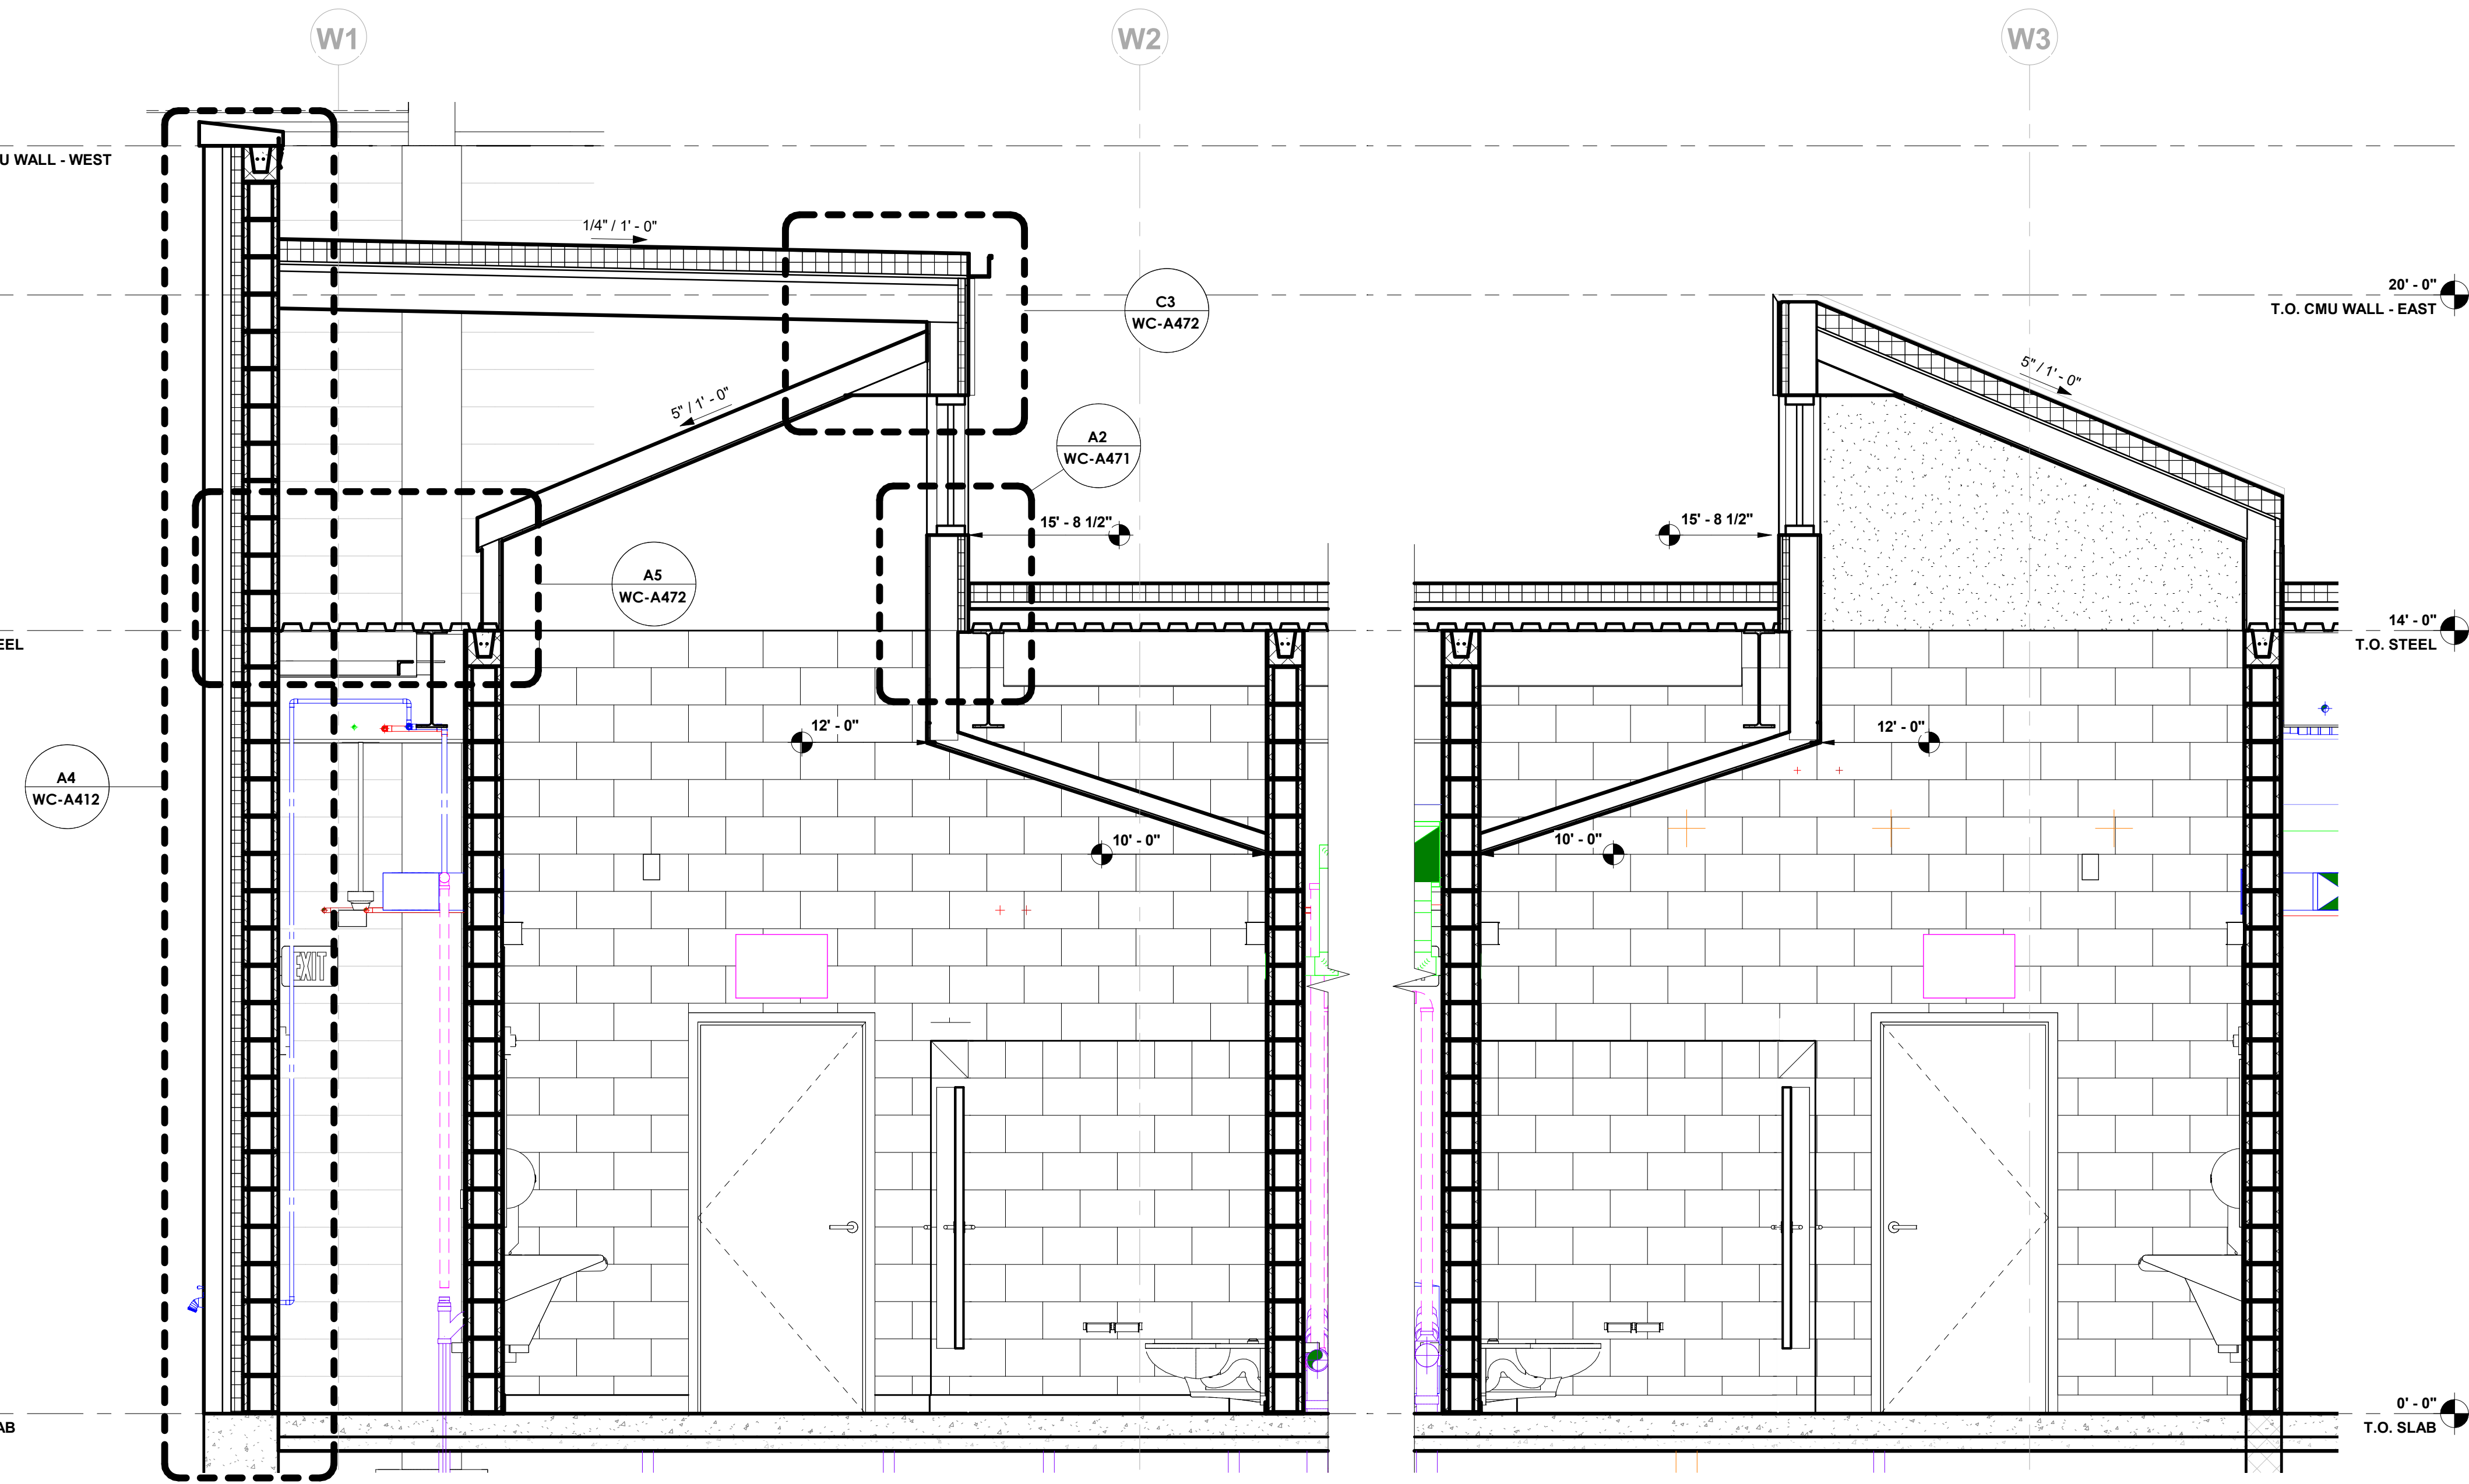 W1
W2
W3
U WALL - WEST
1/4" / 1' - 0"
C3
WC-A472
20' - 0"
T.O. CMU WALL - EAST
5" / 1' - 0"
5" / 1' - 0"
A2
WC-A471
15' - 8 1/2"
15' - 8 1/2"
A5
WC-A472
EEL
14' - 0"
T.O. STEEL
12' - 0"
12' - 0"
A4
WC-A412
10' - 0"
10' - 0"
EXIT
AB
0' - 0"
T.O. SLAB